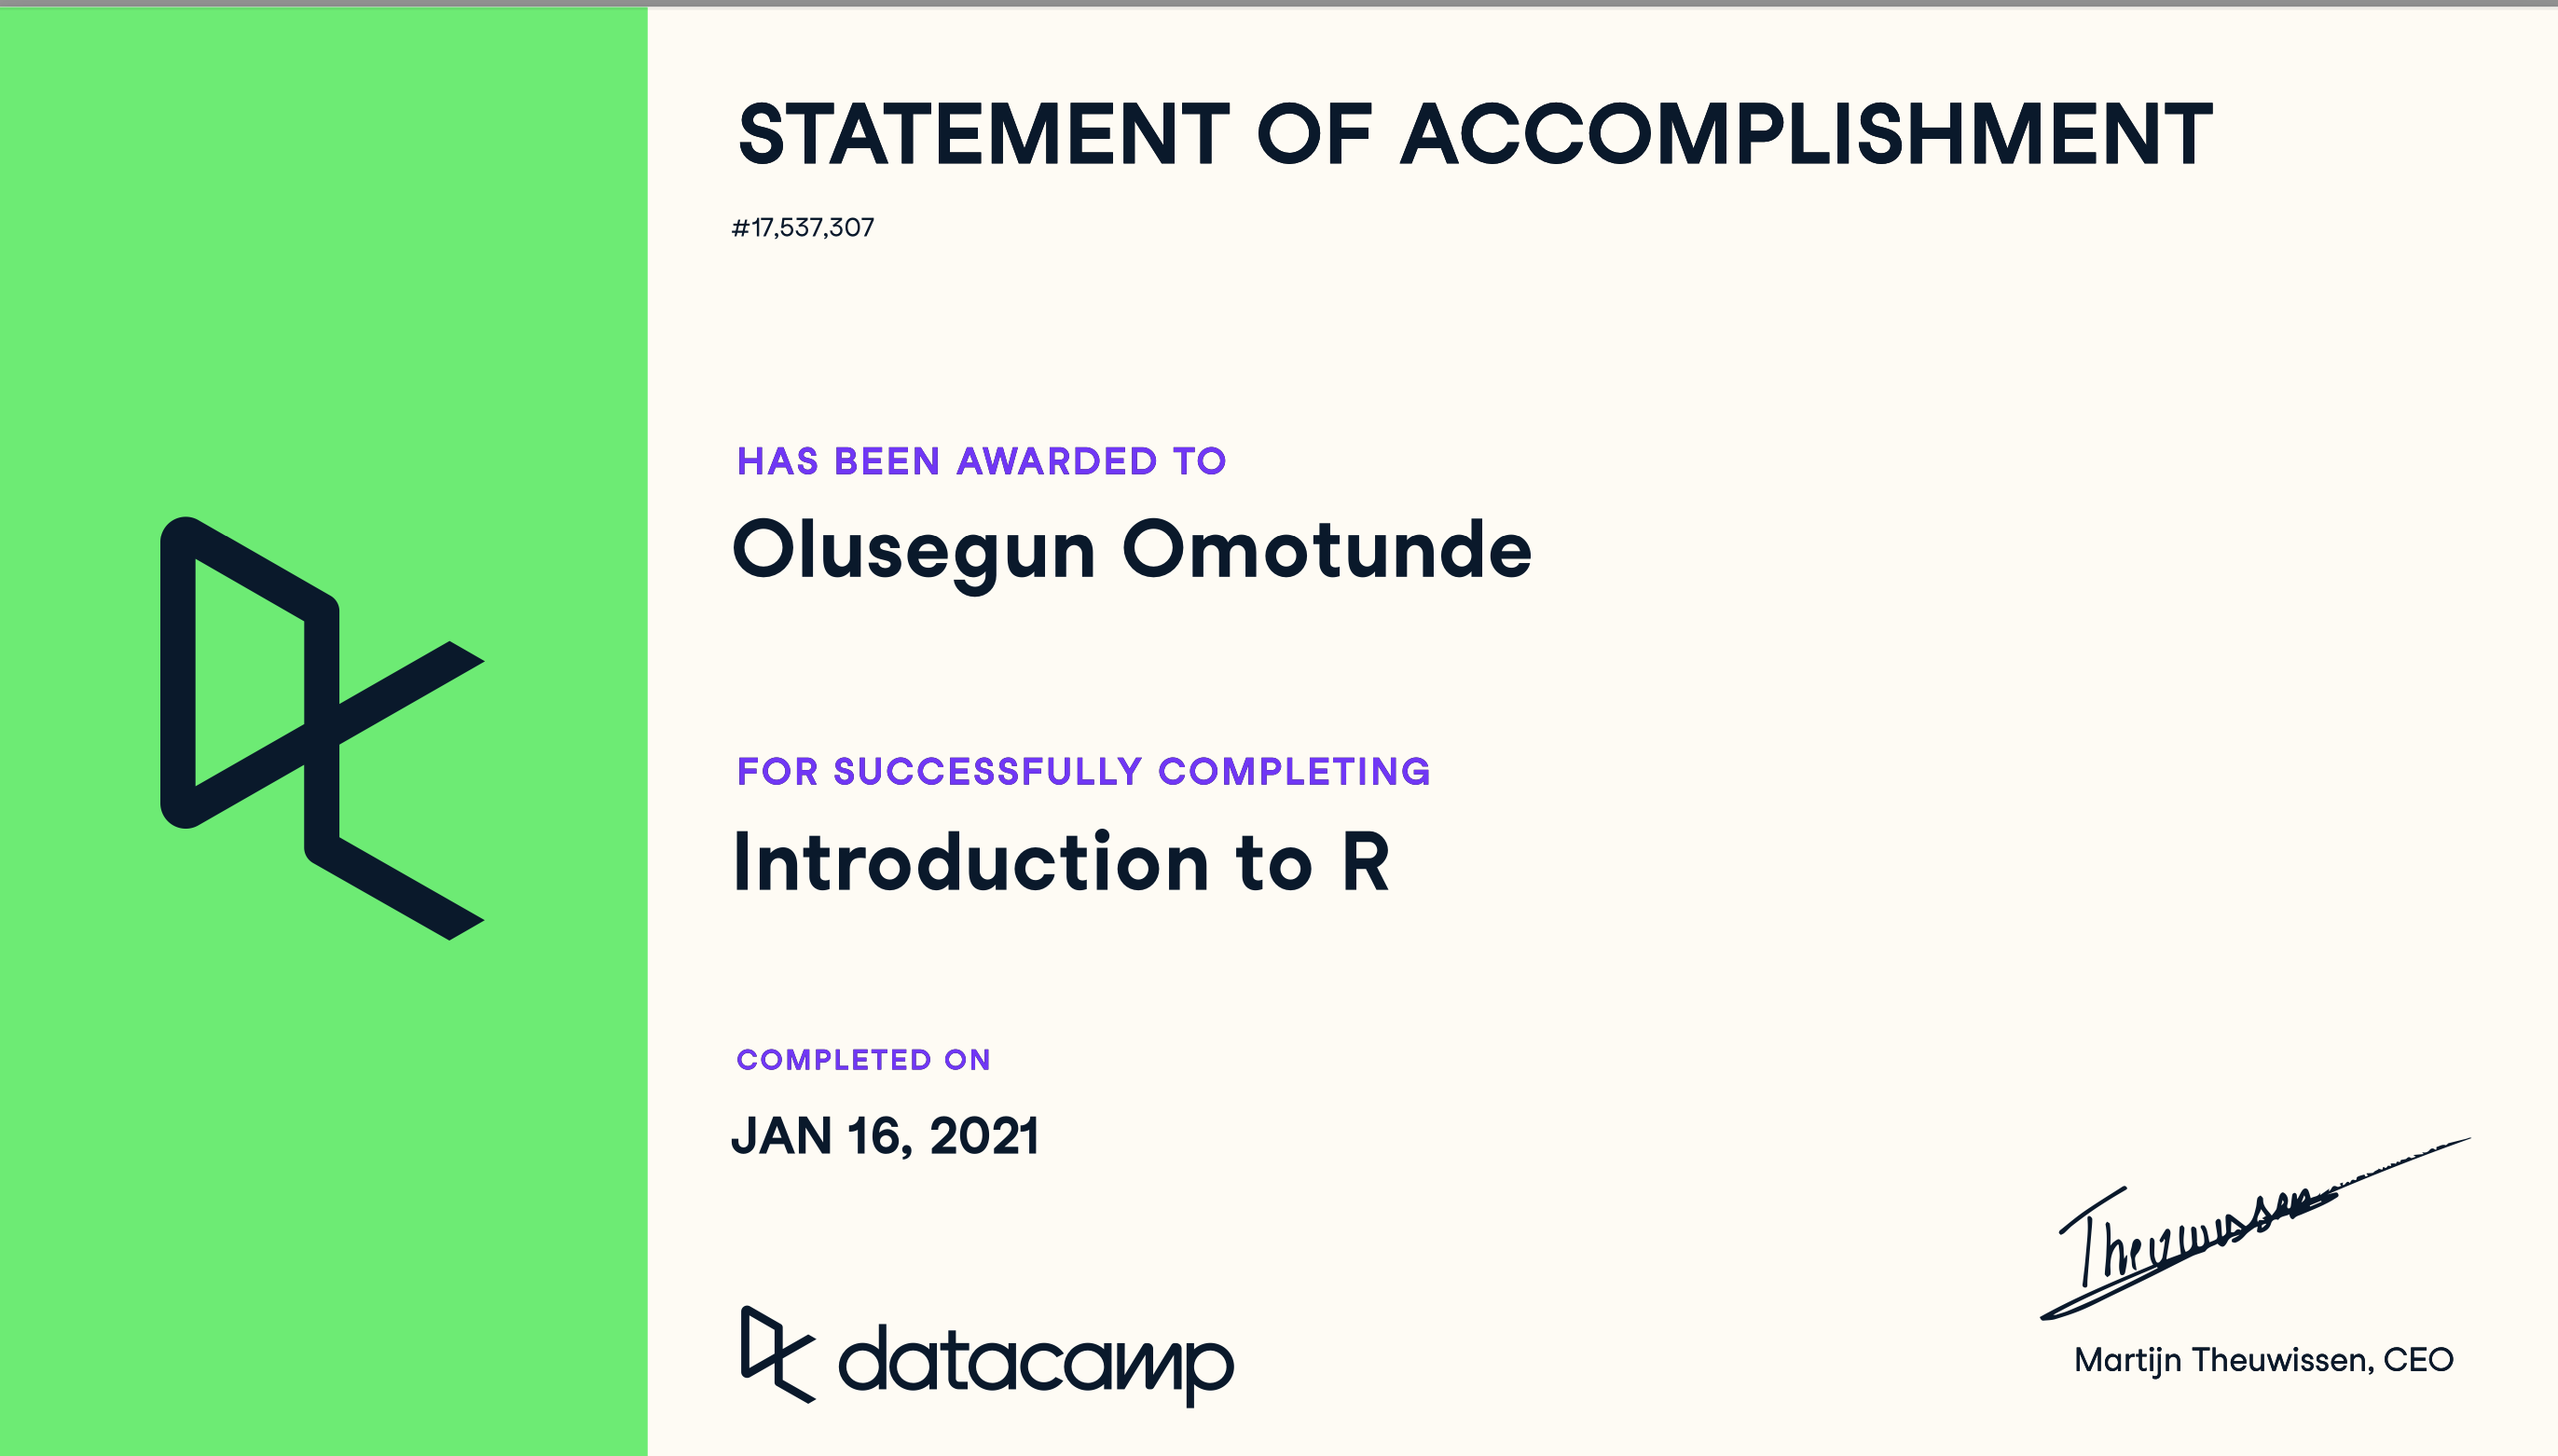 STATEMENT OF ACCOMPLISHMENT
#17,537,307
HAS BEEN AWARDED TO
Olusegun Omotunde
FOR SUCCESSFULLY COMPLETING
Introduction to R
COMPLETED ON
JAN 16, 2021
Theuwissen
datacamp
Martijn Theuwissen, CEO